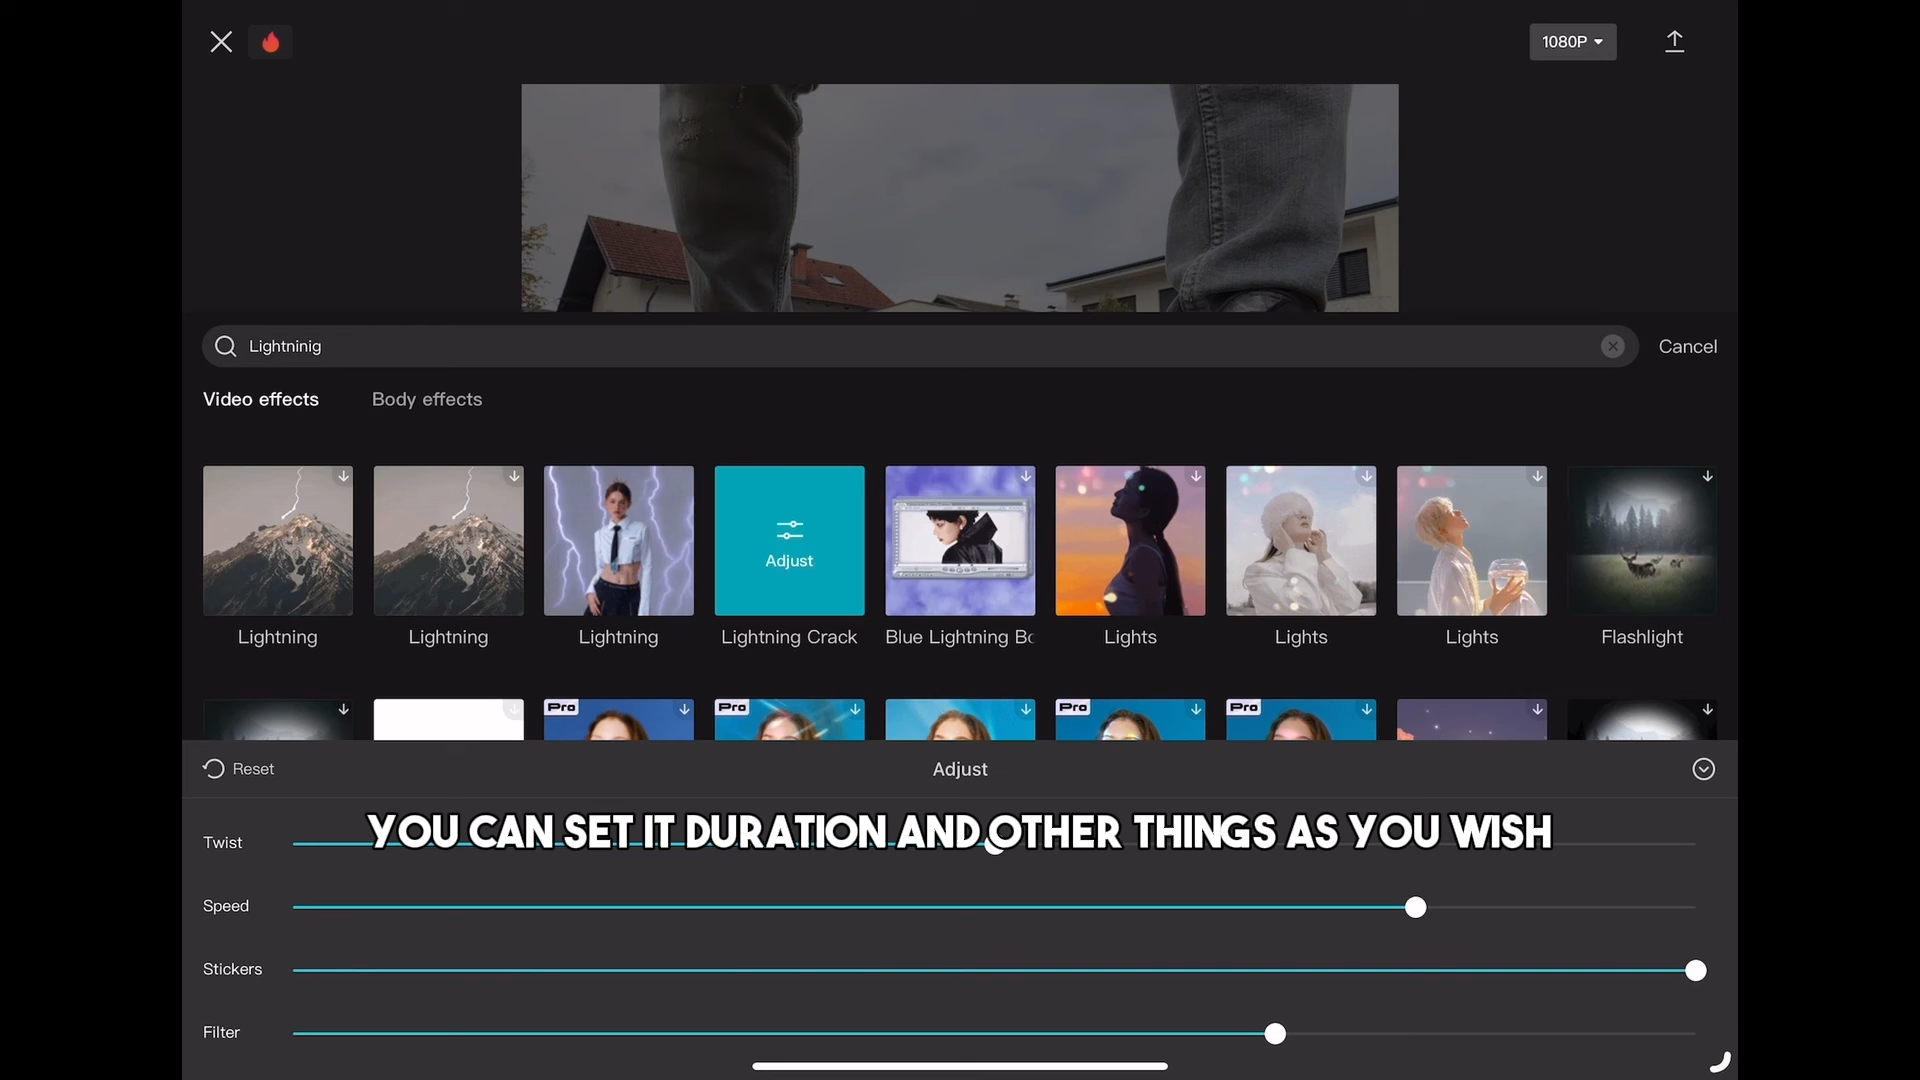 1080P
Lightninig
Cancel
Video effects
Body effects
Adjust
Lightning
Lightning
Lightning
Lightning Crack
Blue Lightning Bo
Lights
Lights
Lights
Flashlight
Pro
Pro
Pro
Pro
Reset
Adjust
YOU CAN SET IT DURATION AND OTHER THINGS AS YOU WISH
Twist
Speed
Stickers
Filter